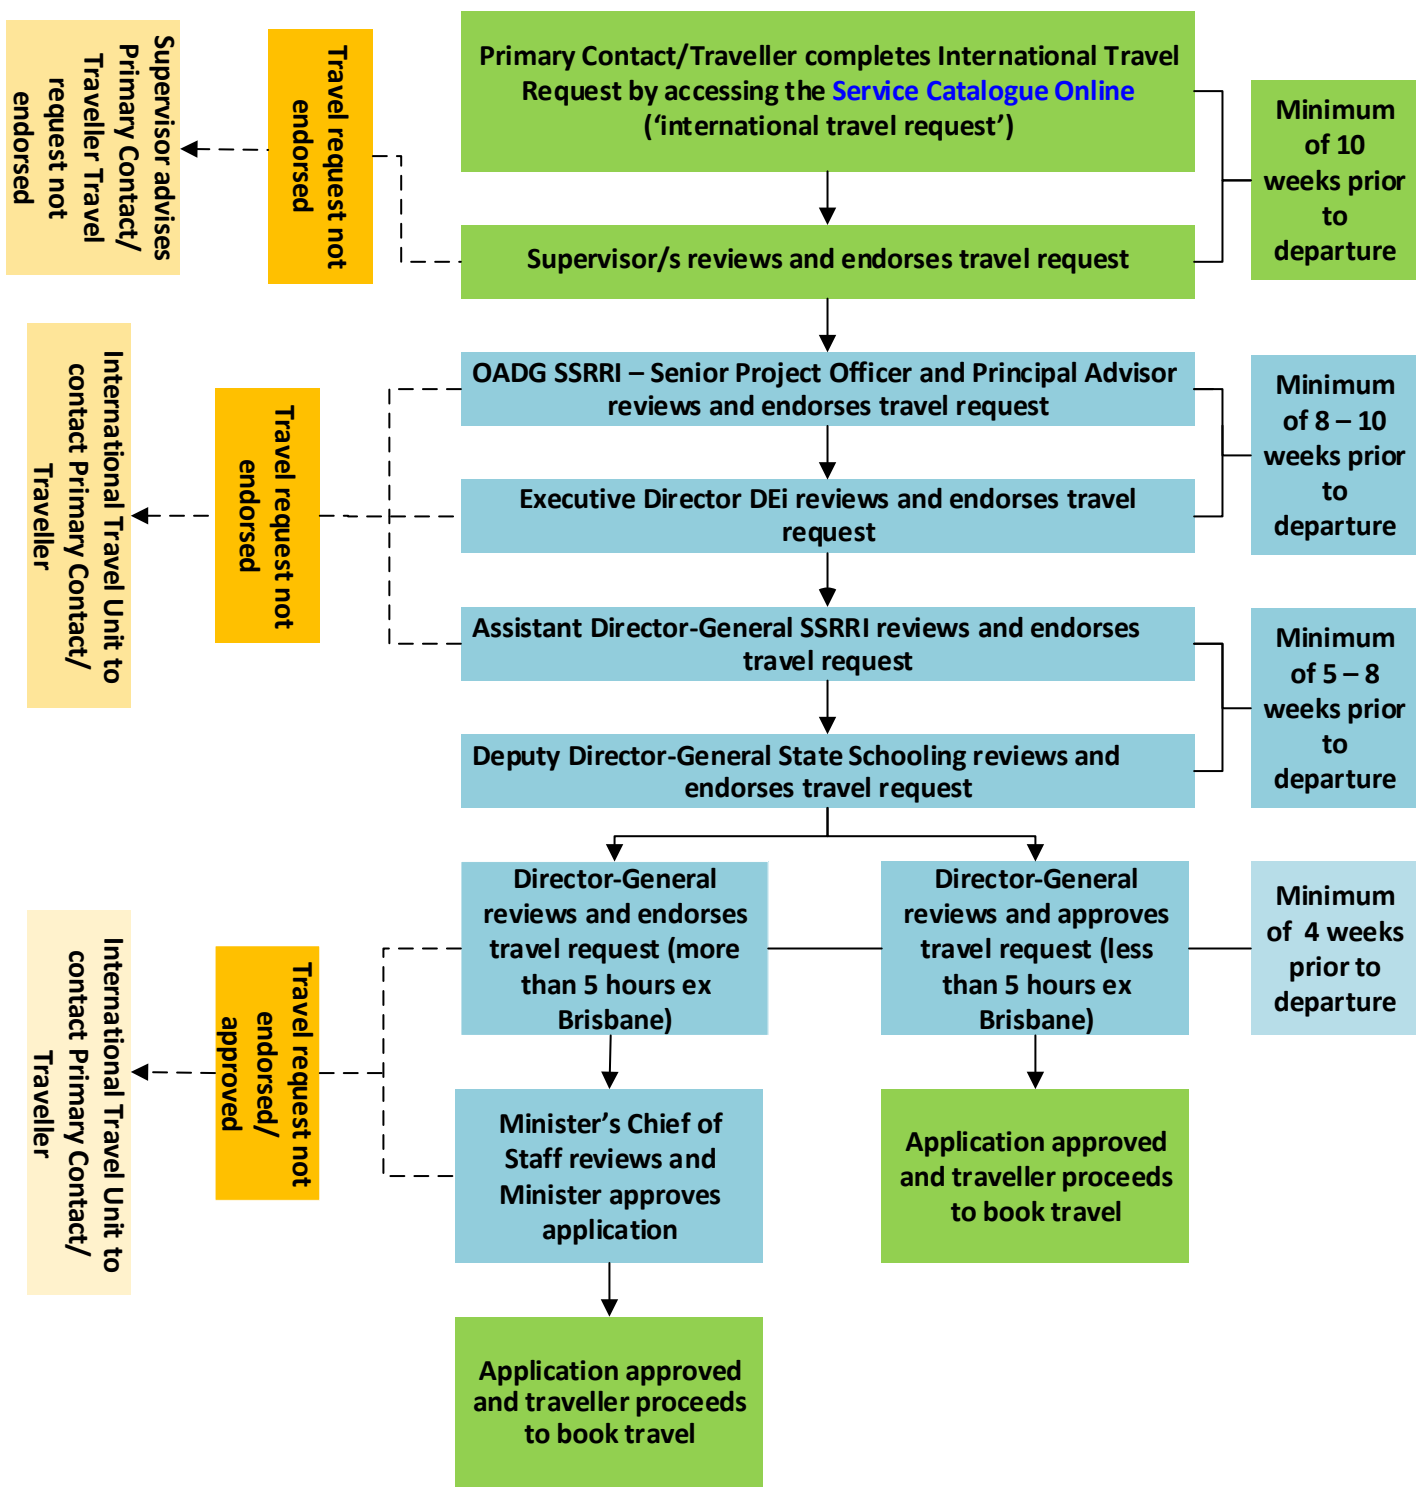 Primary Contact/Traveller completes International Travel
Request by accessing the Service Catalogue Online
(‘international travel request’)
Minimum
of 10
weeks prior
to
departure
Travel request not
endorsed
Supervisor advises
Primary Contact/
Traveller Travel
request not
endorsed
Supervisor/s reviews and endorses travel request
OADG SSRRI – Senior Project Officer and Principal Advisor
reviews and endorses travel request
Minimum
of 8 – 10
weeks prior
to
departure
Executive Director DEi reviews and endorses travel
request
Travel request not
endorsed
International Travel Unit to
contact Primary Contact/
Traveller
Assistant Director-General SSRRI reviews and endorses
travel request
Minimum
of 5 – 8
weeks prior
to
departure
Deputy Director-General State Schooling reviews and
endorses travel request
Director-General
reviews and endorses
travel request (more
than 5 hours ex
Brisbane)
Director-General
reviews and approves
travel request (less
than 5 hours ex
Brisbane)
Minimum
of 4 weeks
prior to
departure
Travel request not
endorsed/
approved
International Travel Unit to
contact Primary Contact/
Traveller
Minister’s Chief of
Staff reviews and
Minister approves
application
Application approved
and traveller proceeds
to book travel
Application approved
and traveller proceeds
to book travel